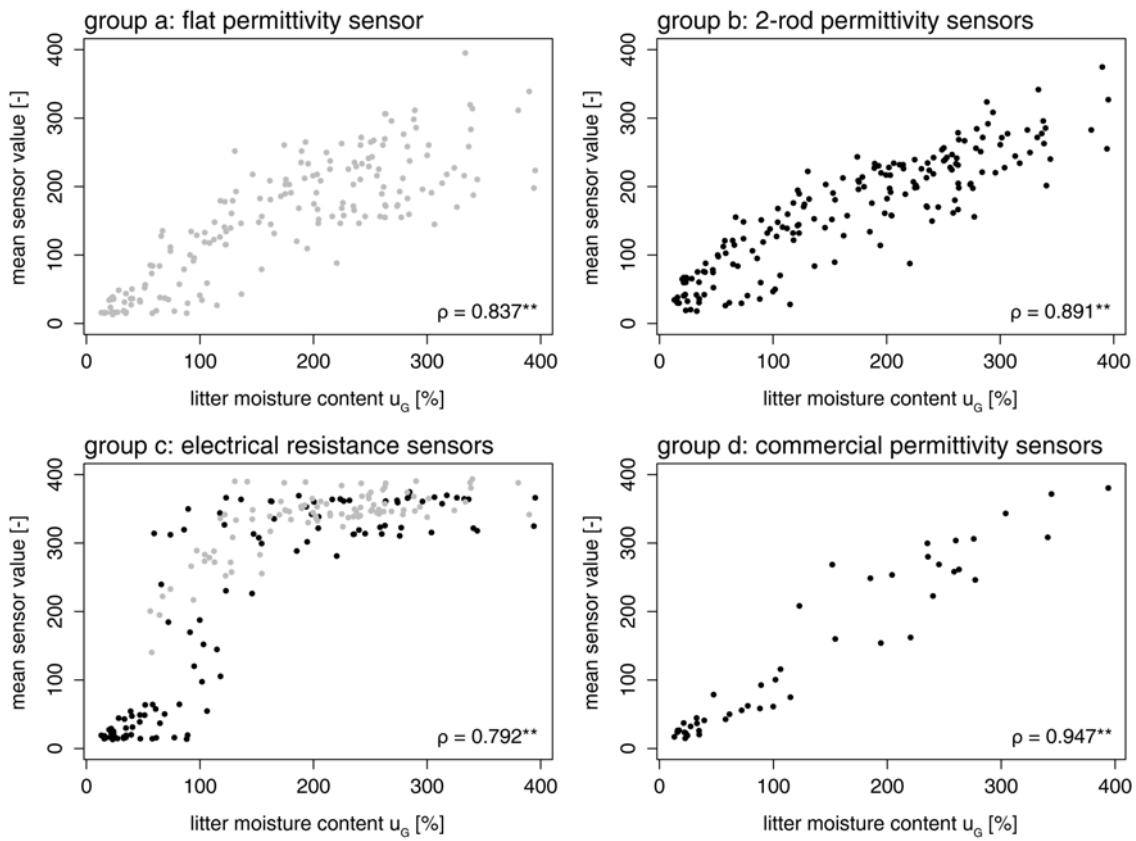 group a: flat permittivity sensor
mean sensor value [-]
400
300
200
100
0
ρ = 0.837**
0 100 200 300 400
litter moisture content u_G [%]
group b: 2-rod permittivity sensors
mean sensor value [-]
400
300
200
100
0
ρ = 0.891**
0 100 200 300 400
litter moisture content u_G [%]
group c: electrical resistance sensors
mean sensor value [-]
400
300
200
100
0
ρ = 0.792**
0 100 200 300 400
litter moisture content u_G [%]
group d: commercial permittivity sensors
mean sensor value [-]
400
300
200
100
0
ρ = 0.947**
0 100 200 300 400
litter moisture content u_G [%]